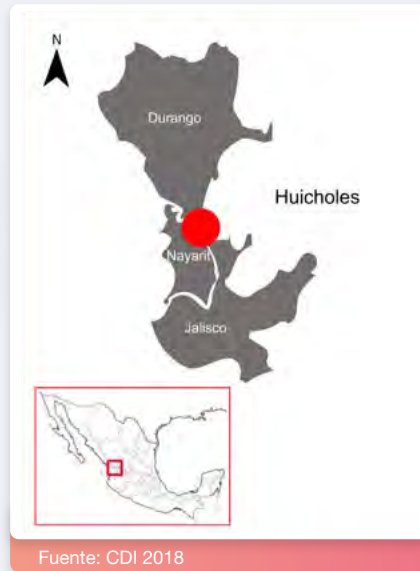 N
Durango
Huicholes
Nayarit
Jalisco
Fuente: CDI 2018